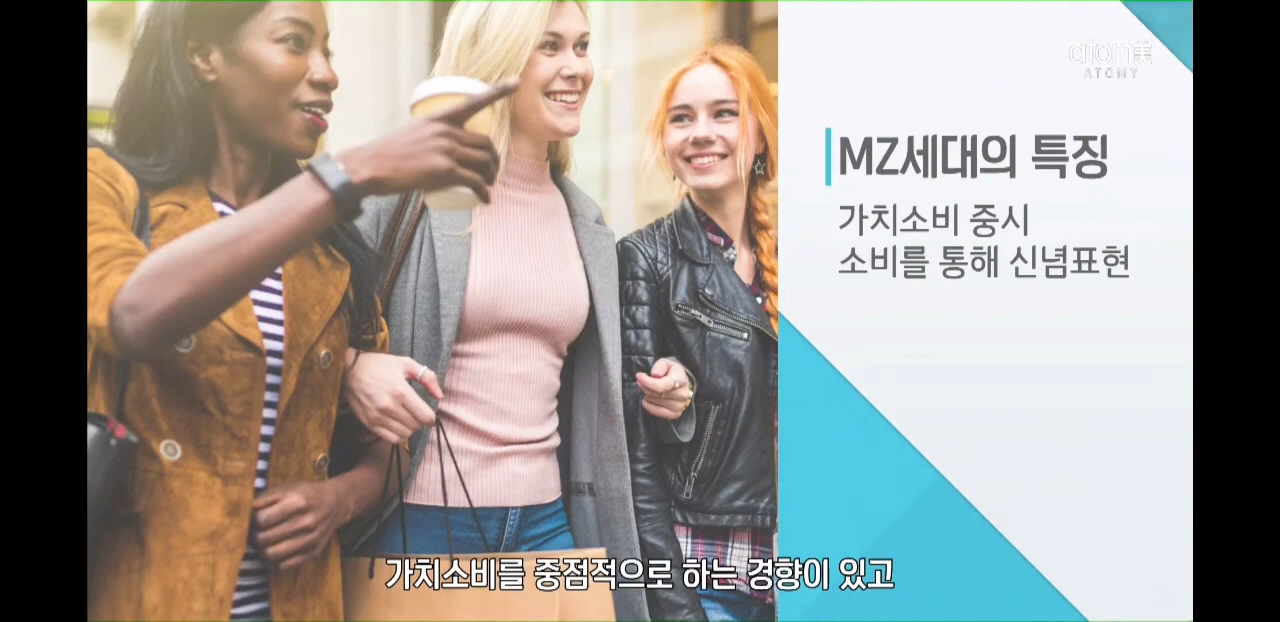 atom美
ATOMY
MZ세대의 특징
가치소비 중시
소비를 통해 신념표현
가치소비를 중점적으로 하는 경향이 있고